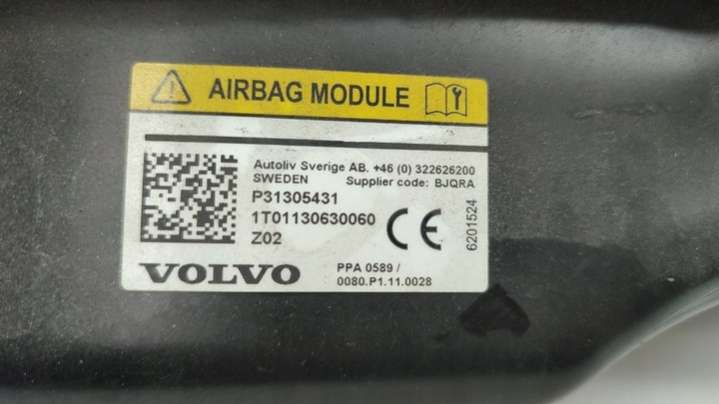 AIRBAG MODULE
Autoliv Sverige AB. +46 (0) 322626200
SWEDEN Supplier code: BJQRA
P31305431
1T01130630060
Z02
CE
6201524
VOLVO
PPA 0589 /
0080.P1.11.0028